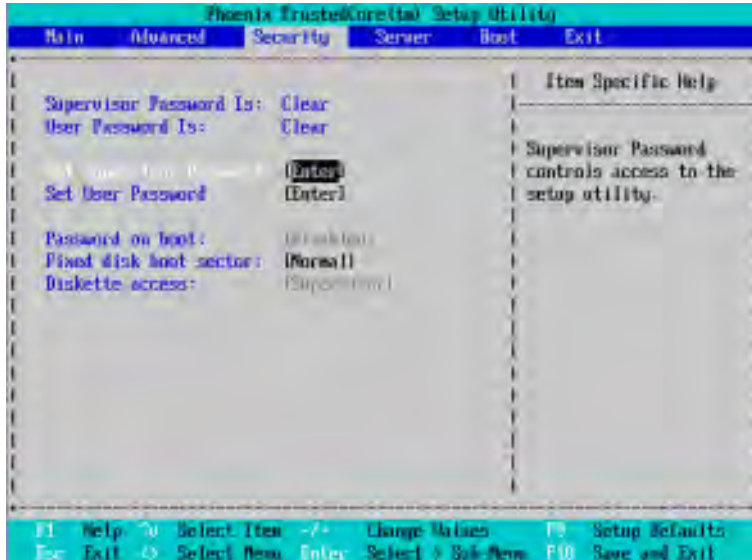 Phoenix TrustedCore(tm) Setup Utility
Main Advanced Security Server Boot Exit
Item Specific Help
Supervisor Password Is: Clear
User Password Is: Clear
Supervisor Password
controls access to the
setup utility.
Password [Enter]
Set User Password [Enter]
Password on boot:
Fixed disk boot sector: [Normal]
Diskette access: [Supervisor]
F1 Help Select Item -/+ Change Values F9 Setup Defaults
Esc Exit <> Select Menu Enter Select > Sub-Menu F10 Save and Exit